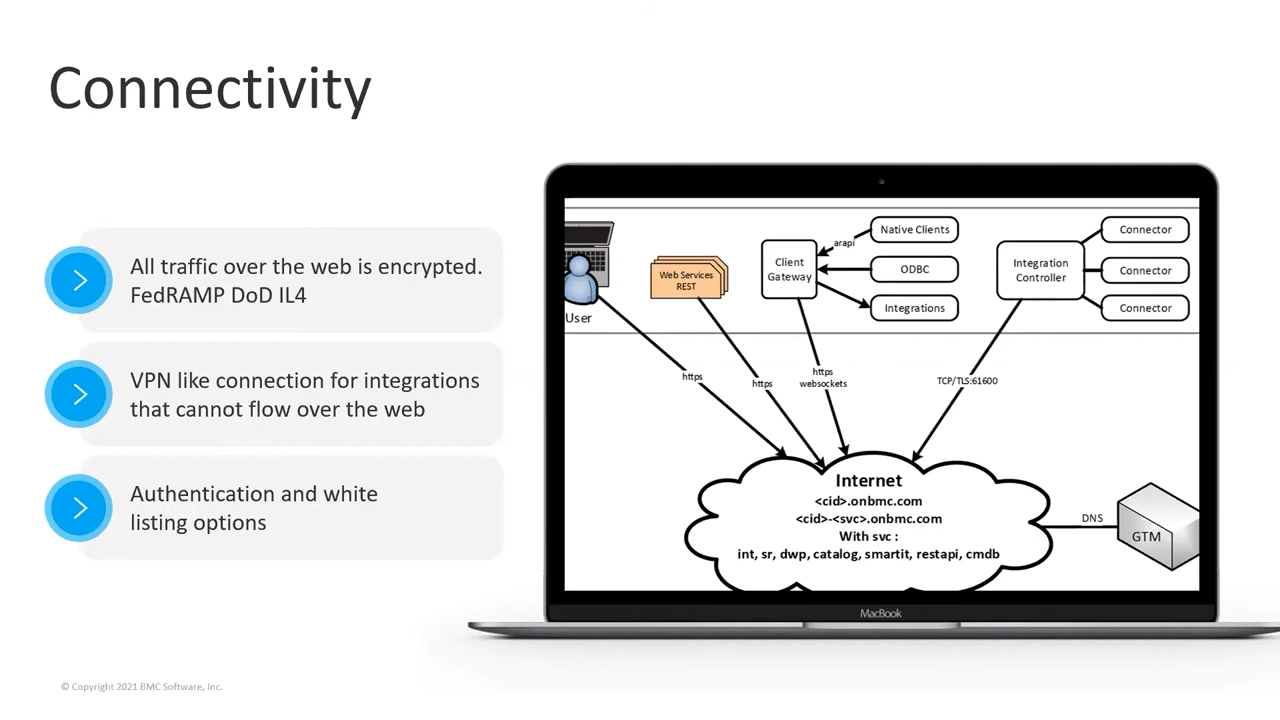 Connectivity
All traffic over the web is encrypted.
FedRAMP DoD IL4
VPN like connection for integrations
that cannot flow over the web
Authentication and white
listing options
User
Web Services
REST
Client
Gateway
arapi
Native Clients
ODBC
Integrations
Integration
Controller
Connector
Connector
Connector
https
https
https
websockets
TCP/TLS:61600
Internet
<cid>.onbmc.com
<cid>-<svc>.onbmc.com
With svc :
int, sr, dwp, catalog, smartit, restapi, cmdb
DNS
GTM
MacBook
© Copyright 2021 BMC Software, Inc.